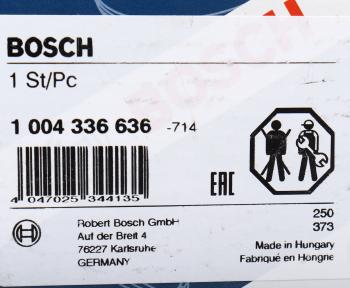 BOSCH
1 St/Pc
1 004 336 636 -714
4 047025 344135
EAC
250
373
Robert Bosch GmbH
Auf der Breit 4
76227 Karlsruhe
GERMANY
Made in Hungary
Fabriqué en Hongrie
BOSCH